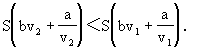 S(bv₂ + a/v₂) < S(bv₁ + a/v₁).